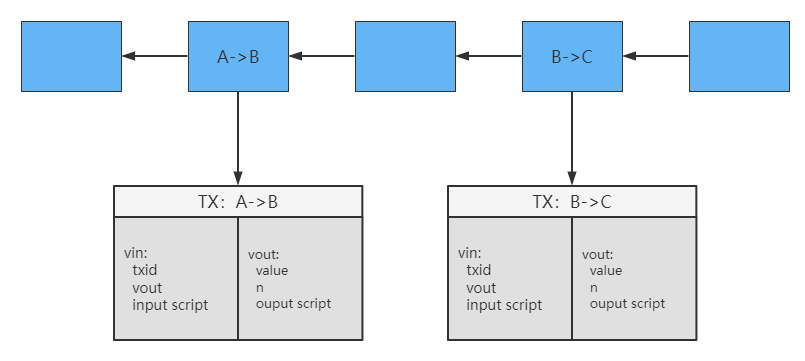 A->B
B->C
TX: A->B
vin:
txid
vout
input script
vout:
value
n
ouput script
TX: B->C
vin:
txid
vout
input script
vout:
value
n
ouput script